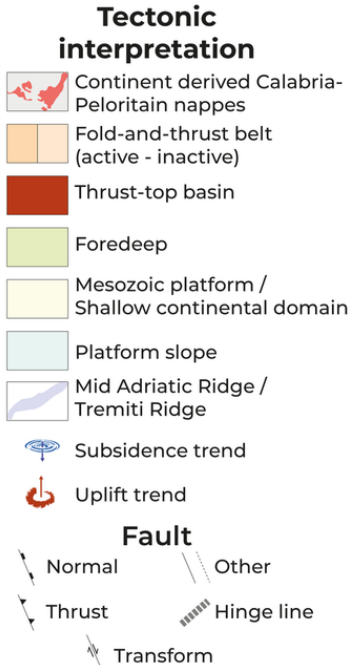 Tectonic
interpretation
Continent derived Calabria-
Peloritain nappes
Fold-and-thrust belt
(active - inactive)
Thrust-top basin
Foredeep
Mesozoic platform /
Shallow continental domain
Platform slope
Mid Adriatic Ridge /
Tremiti Ridge
Subsidence trend
Uplift trend
Fault
Normal
Other
Thrust
Hinge line
Transform